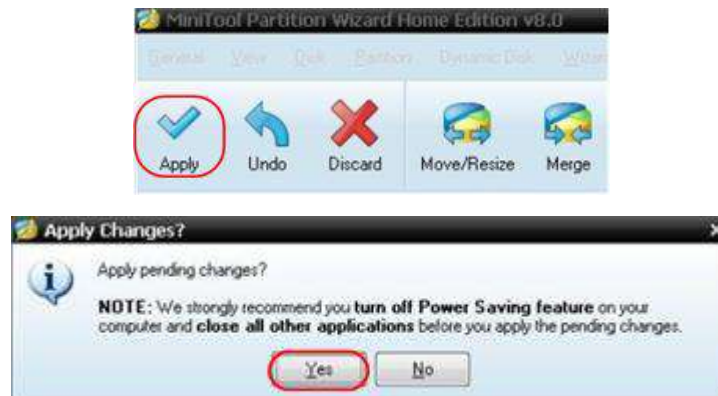 MiniTool Partition Wizard Home Edition v8.0
General View Disk Partition Dynamic Disk
Apply Undo Discard Move/Resize Merge
Apply Changes?
Apply pending changes?
NOTE: We strongly recommend you turn off Power Saving feature on your
computer and close all other applications before you apply the pending changes.
Yes No